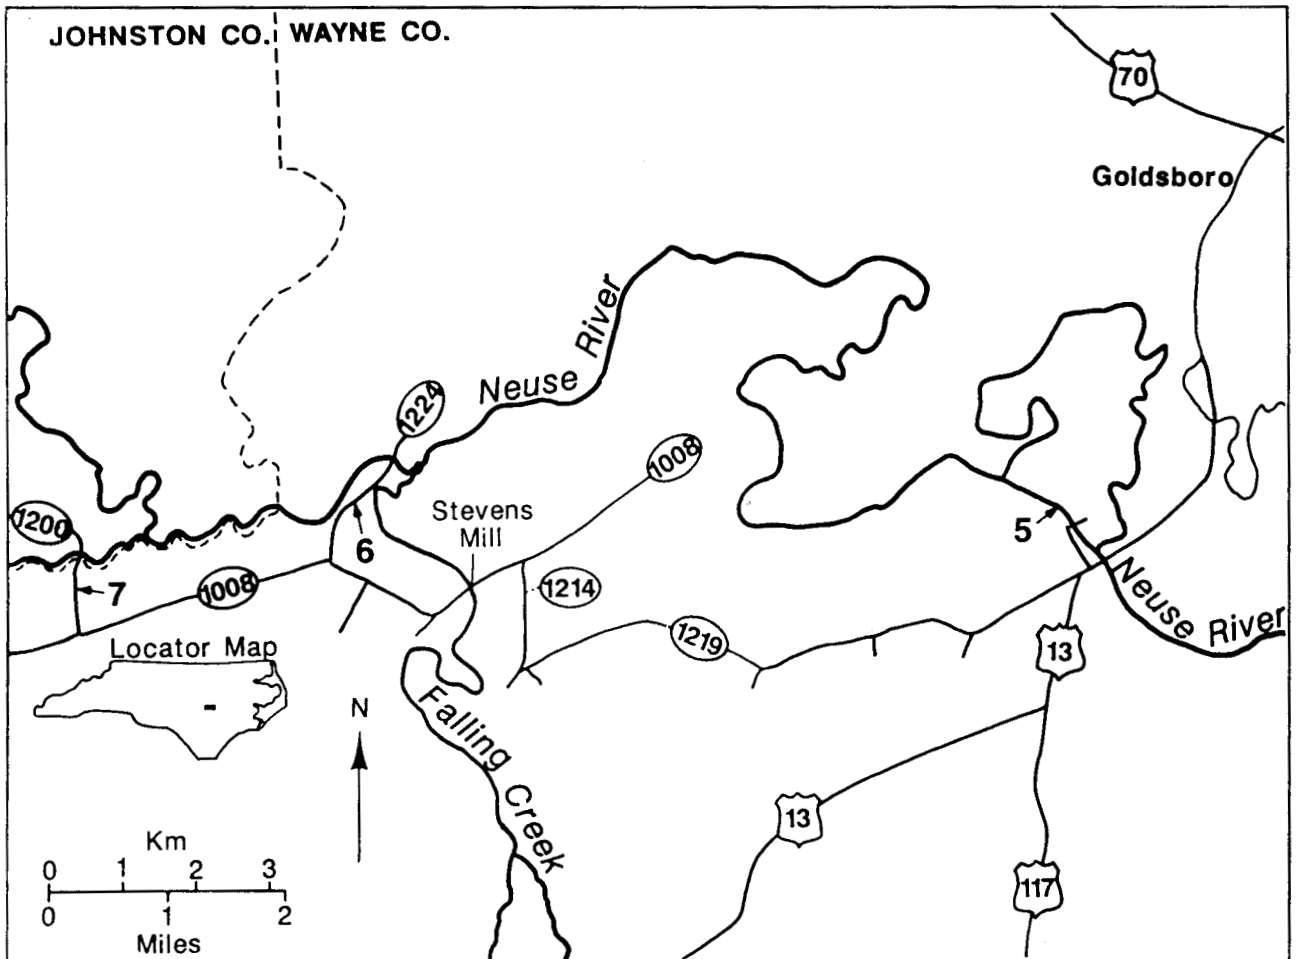 JOHNSTON CO. WAYNE CO.
70
Goldsboro
Neuse River
1224
1008
Stevens
Mill
1200
6
5
7
1008
1214
1219
Neuse River
13
Locator Map
N
Falling Creek
13
117
Km
0 1 2 3
0 1 2
Miles